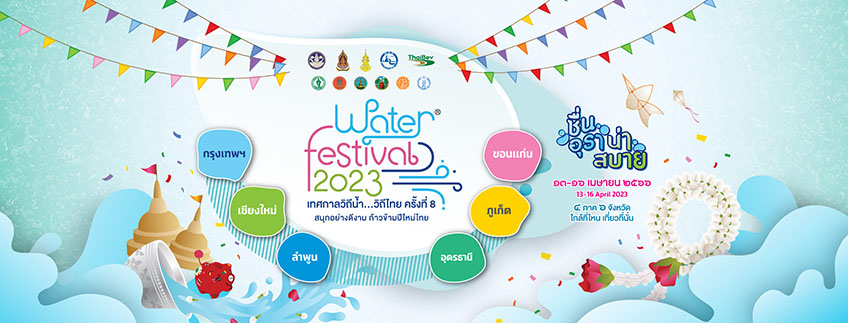 ThaiBev
Water®
festival
2023
เทศกาลวิถีน้ำ...วิถีไทย ครั้งที่ 8
สนุกอย่างดีงาม ก้าวข้ามปีใหม่ไทย
กรุงเทพฯ
เชียงใหม่
ลำพูน
ขอนแก่น
ภูเก็ต
อุดรธานี
ชื่น
อุราน่า
สบาย
๑๓-๑๖ เมษายน ๒๕๖๖
13 - 16 April 2023
๔ ภาค ๖ จังหวัด
ใกล้ที่ไหน เที่ยวที่นั่น